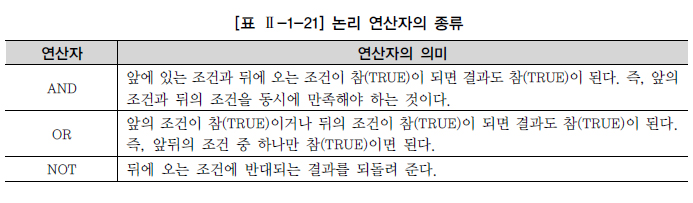 [표 Ⅱ-1-21] 논리 연산자의 종류
연산자 연산자의 의미
AND
앞에 있는 조건과 뒤에 오는 조건이 참(TRUE)이 되면 결과도 참(TRUE)이 된다. 즉, 앞의
조건과 뒤의 조건을 동시에 만족해야 하는 것이다.
OR
앞의 조건이 참(TRUE)이거나 뒤의 조건이 참(TRUE)이 되면 결과도 참(TRUE)이 된다.
즉, 앞뒤의 조건 중 하나만 참(TRUE)이면 된다.
NOT 뒤에 오는 조건에 반대되는 결과를 되돌려 준다.